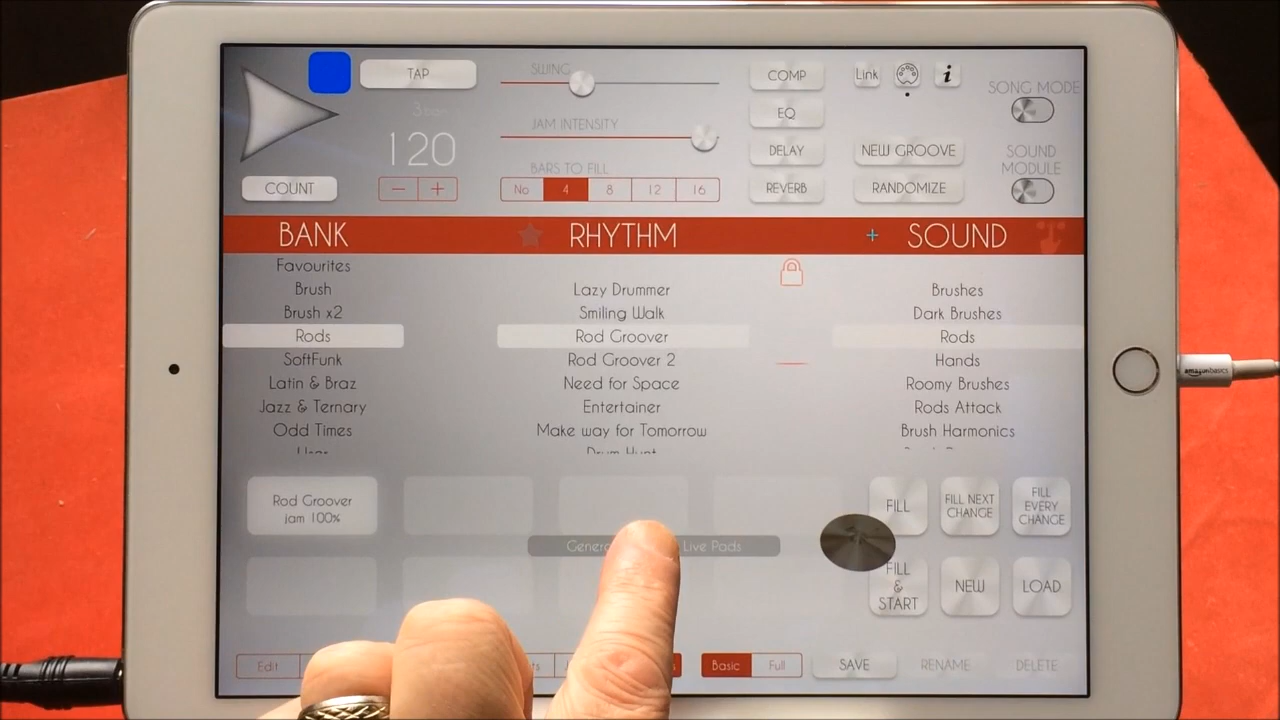 TAP
120
COUNT
− +
SWING
JAM INTENSITY
BARS TO FILL
No 4 8 12 16
COMP
EQ
DELAY
REVERB
Link
i
NEW GROOVE
RANDOMIZE
SONG MODE
SOUND
MODULE
BANK
RHYTHM
+ SOUND
Favourites
Brush
Brush x2
Rods
SoftFunk
Latin & Braz
Jazz & Ternary
Odd Times
User
Lazy Drummer
Smiling Walk
Rod Groover
Rod Groover 2
Need for Space
Entertainer
Make way for Tomorrow
Drum Hunt
Brushes
Dark Brushes
Rods
Hands
Roomy Brushes
Rods Attack
Brush Harmonics
Rod Groover
jam 100%
Live Pads
FILL
FILL NEXT
CHANGE
FILL
EVERY
CHANGE
FILL
&
START
NEW
LOAD
Edit
Basic
Full
SAVE
RENAME
DELETE
amazonbasics